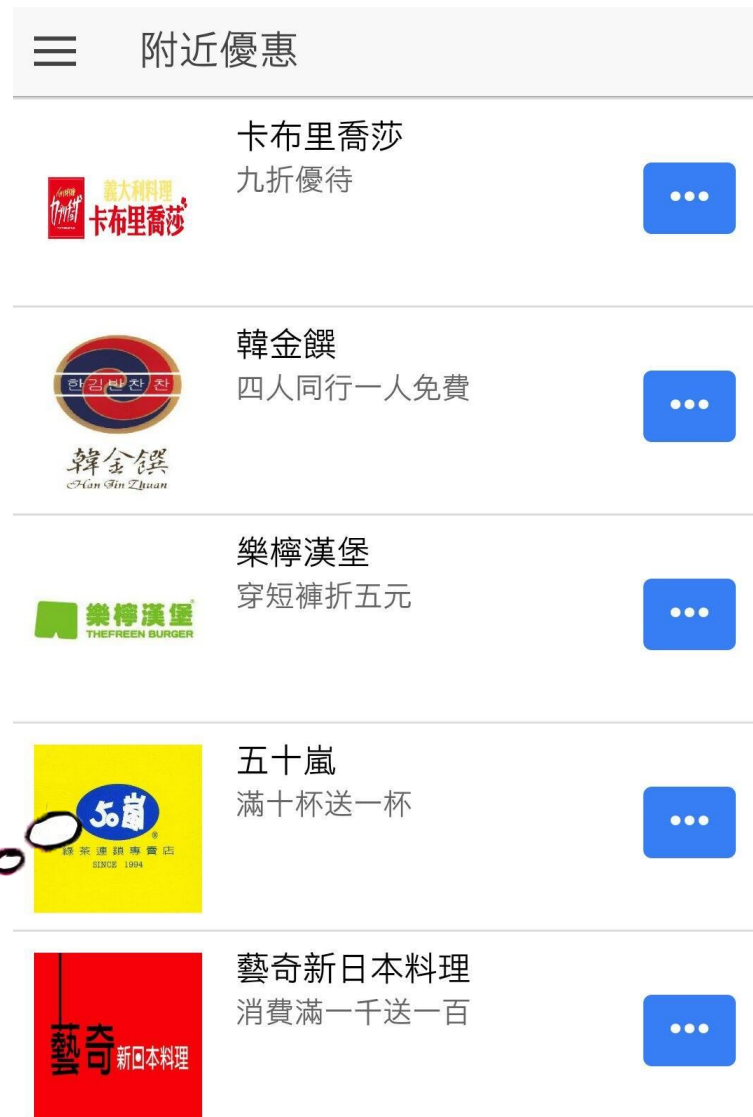 附近優惠
卡布里喬莎
九折優待
義大利料理
卡布里喬莎
韓金饌
四人同行一人免費
한김반찬찬
韓金饌
Han Jin Zhuan
樂檸漢堡
穿短褲折五元
樂檸漢堡
THEFREEN BURGER
五十嵐
滿十杯送一杯
50嵐
®
綠茶連鎖專賣店
SINCE 1994
藝奇新日本料理
消費滿一千送一百
藝奇新日本料理